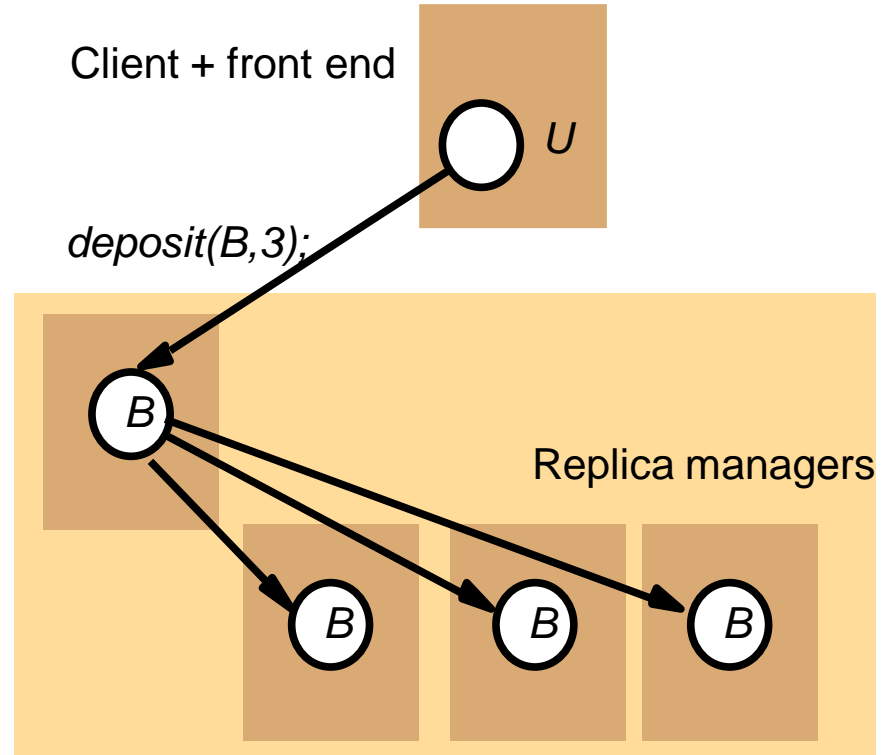 Client + front end
U
deposit(B,3);
B
Replica managers
B
B
B